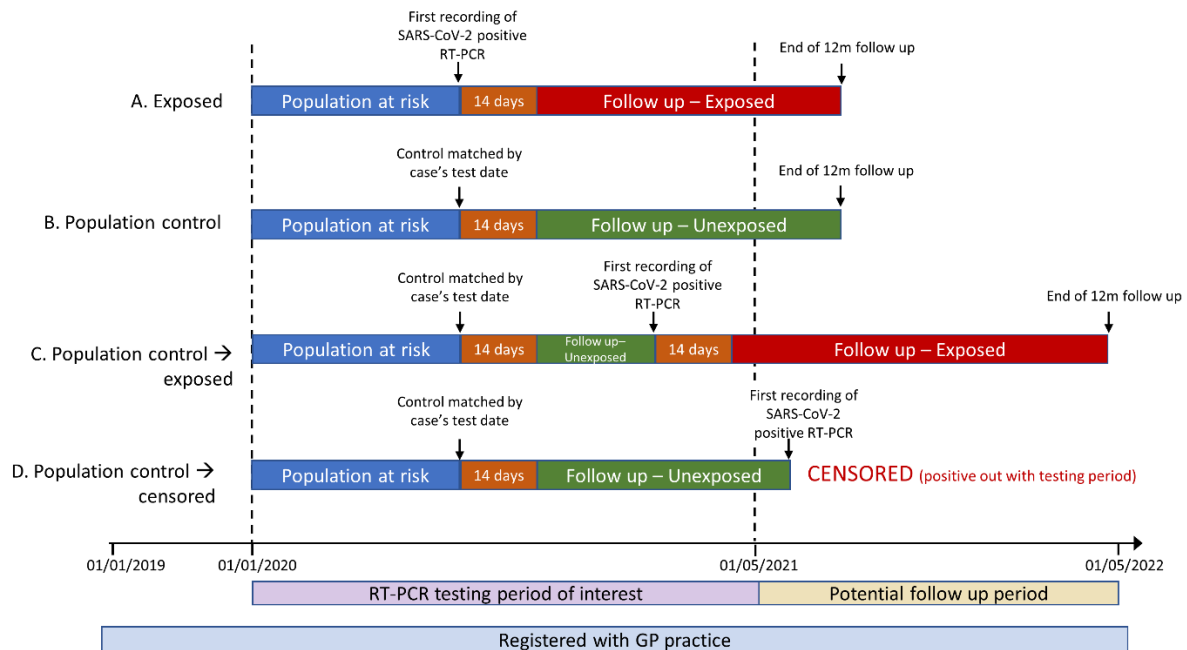 First recording of
SARS-CoV-2 positive
RT-PCR
End of 12m follow up
A. Exposed
Population at risk
14 days
Follow up – Exposed
Control matched by
case's test date
End of 12m follow up
B. Population control
Population at risk
14 days
Follow up – Unexposed
Control matched by
case's test date
First recording of
SARS-CoV-2 positive
RT-PCR
End of 12m follow up
C. Population control →
exposed
Population at risk
14 days
Follow up–
Unexposed
14 days
Follow up – Exposed
Control matched by
case's test date
First recording of
SARS-CoV-2
positive RT-PCR
D. Population control →
censored
Population at risk
14 days
Follow up – Unexposed
CENSORED (positive out with testing period)
01/01/2019
01/01/2020
01/05/2021
01/05/2022
RT-PCR testing period of interest
Potential follow up period
Registered with GP practice